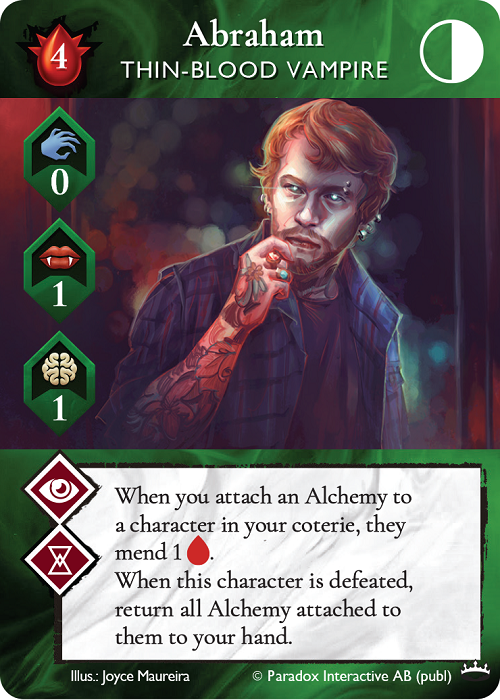 4
Abraham
THIN-BLOOD VAMPIRE
0
1
1
When you attach an Alchemy to
a character in your coterie, they
mend 1 .
When this character is defeated,
return all Alchemy attached to
them to your hand.
Illus.: Joyce Maureira © Paradox Interactive AB (publ)